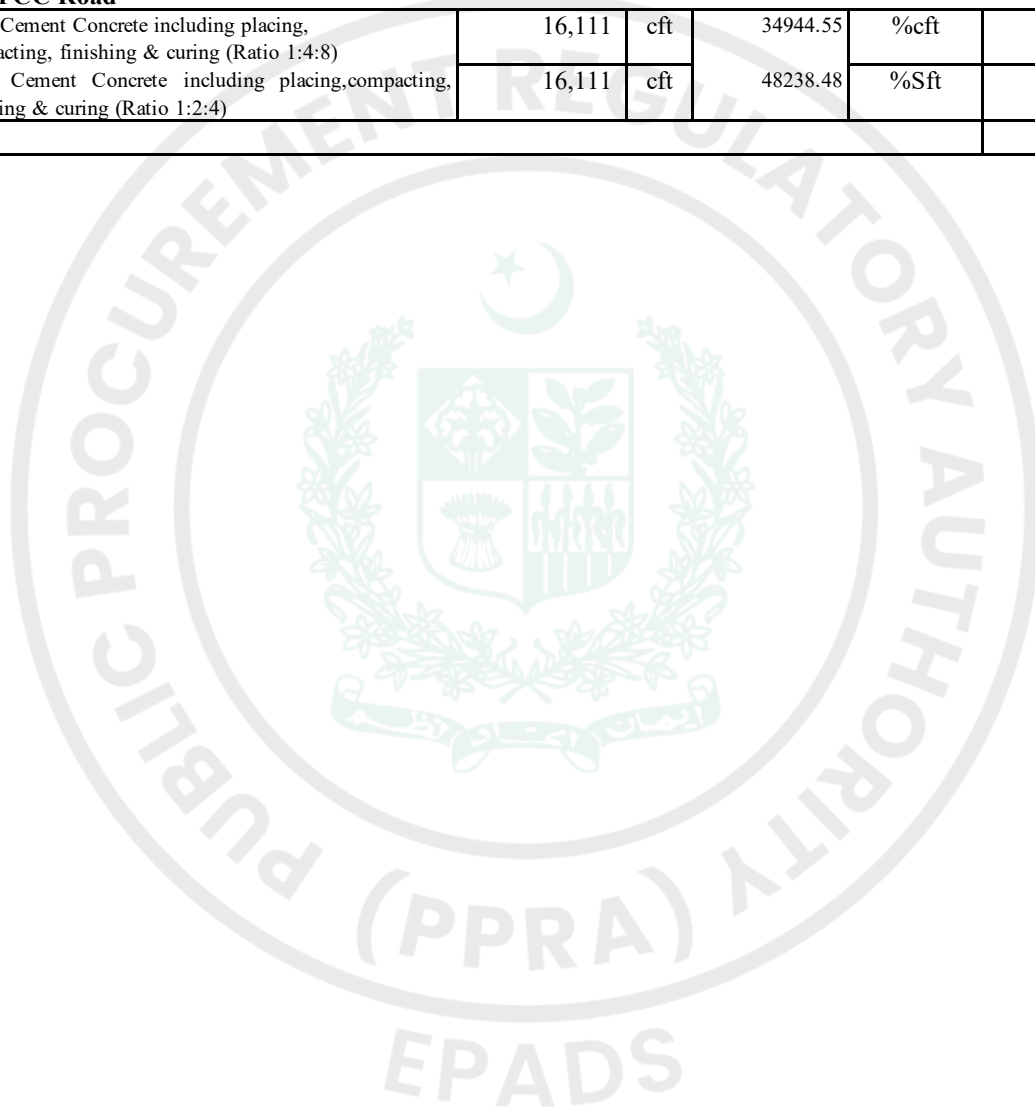 PCC Road
Cement Concrete including placing,
acting, finishing & curing (Ratio 1:4:8)
16,111 cft 34944.55 %cft
Cement Concrete including placing,compacting,
ing & curing (Ratio 1:2:4)
16,111 cft 48238.48 %Sft
PUBLIC PROCUREMENT REGULATORY AUTHORITY
(PPRA)
EPADS